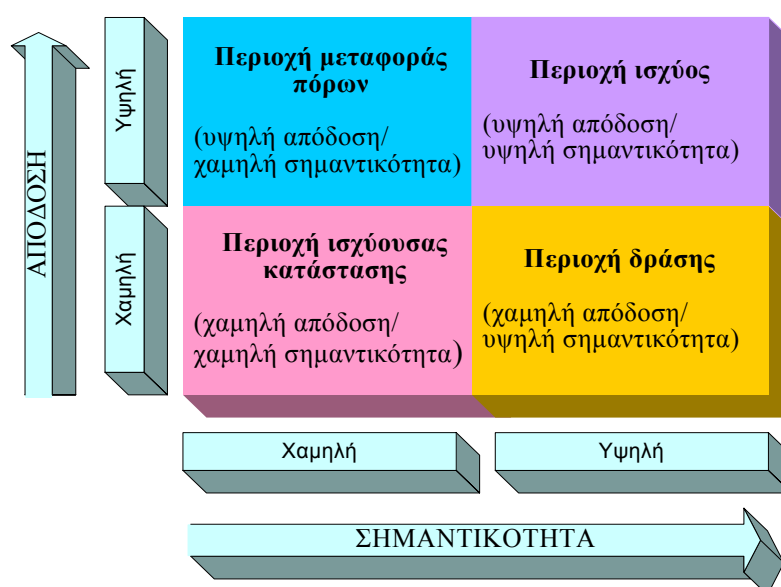 ΑΠΟΔΟΣΗ
Υψηλή
Περιοχή μεταφοράς
πόρων
(υψηλή απόδοση/
χαμηλή σημαντικότητα)
Περιοχή ισχύος
(υψηλή απόδοση/
υψηλή σημαντικότητα)
Χαμηλή
Περιοχή ισχύουσας
κατάστασης
(χαμηλή απόδοση/
χαμηλή σημαντικότητα)
Περιοχή δράσης
(χαμηλή απόδοση/
υψηλή σημαντικότητα)
Χαμηλή
Υψηλή
ΣΗΜΑΝΤΙΚΟΤΗΤΑ